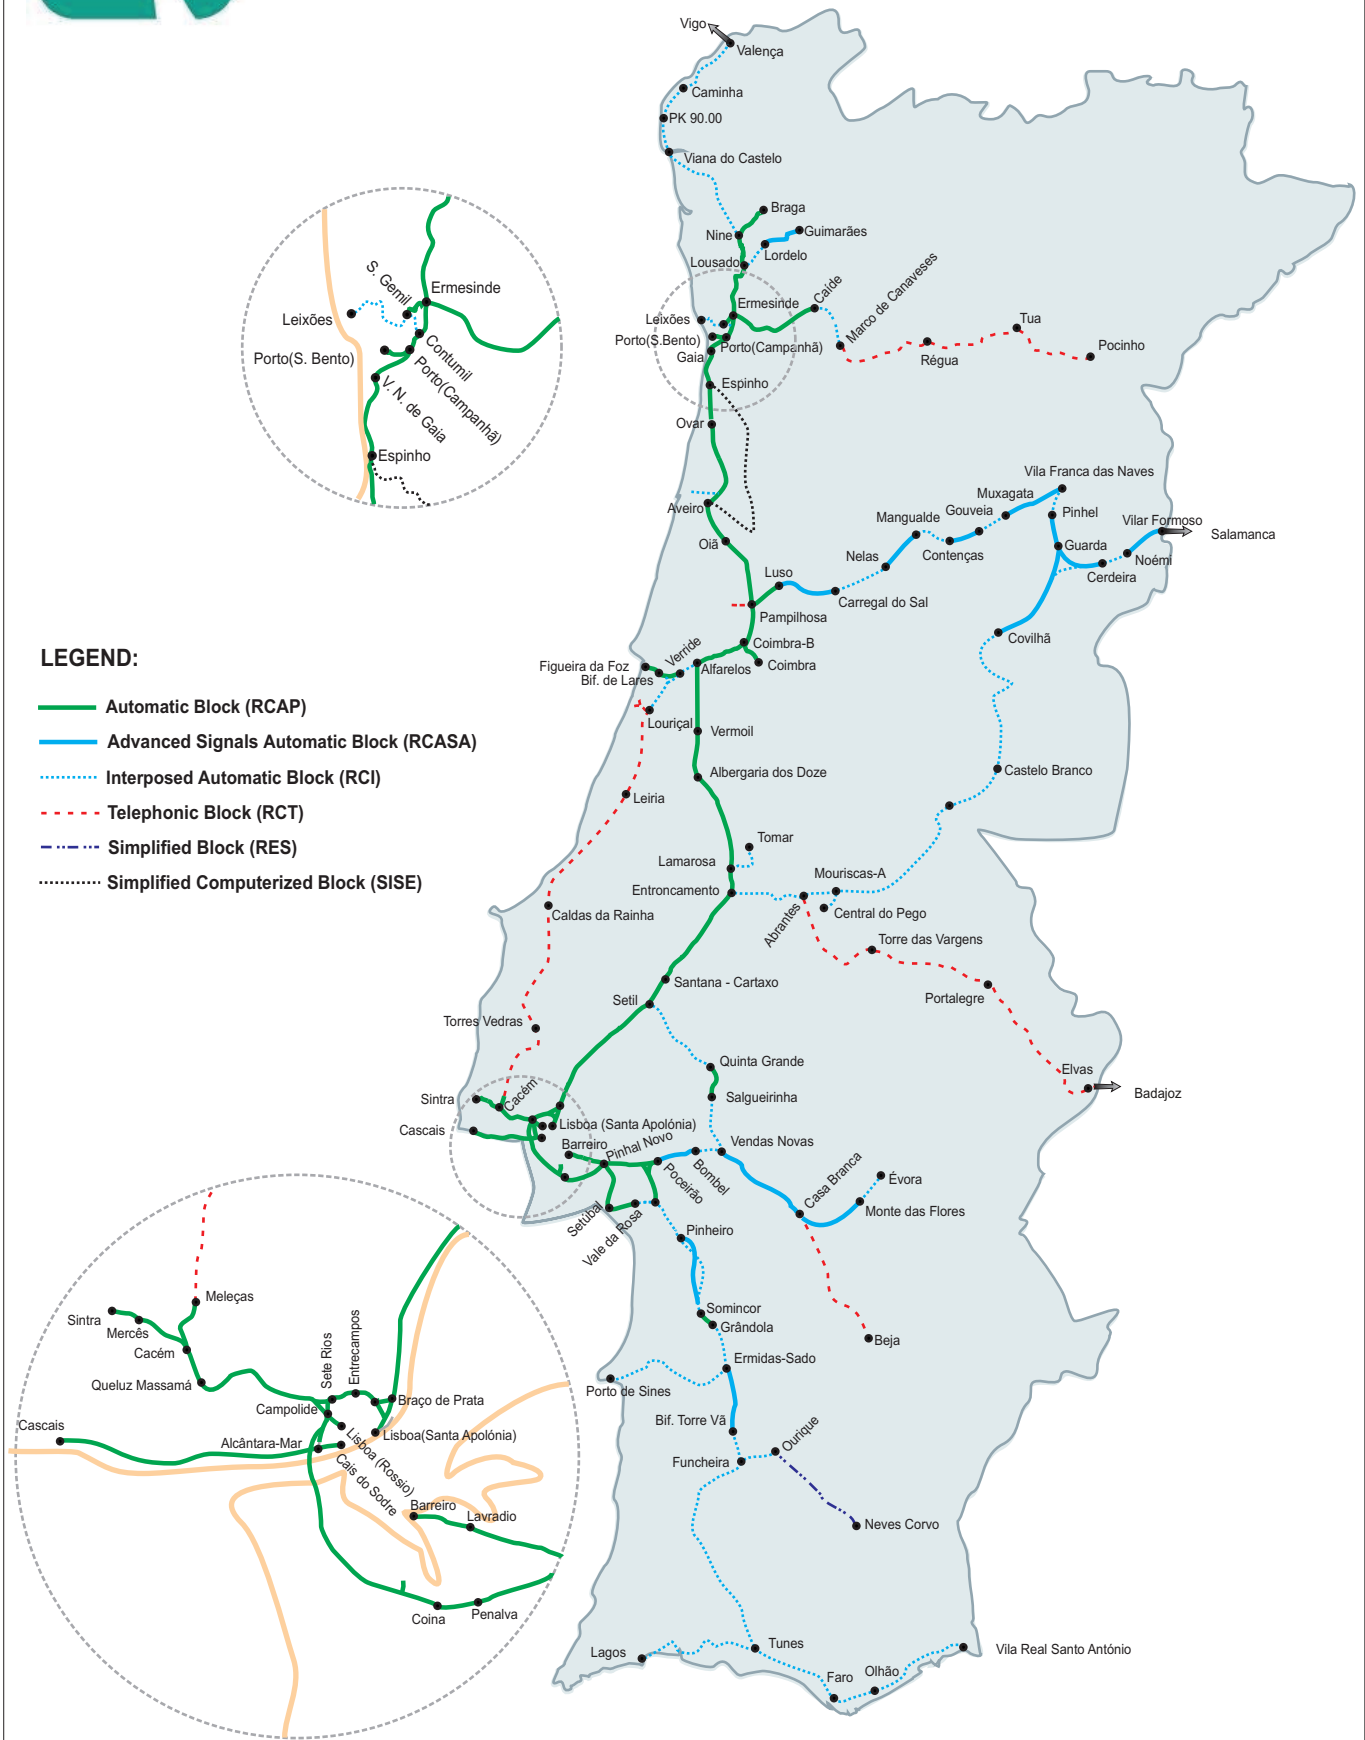 Vigo
Valença
Caminha
PK 90.00
Viana do Castelo
Braga
Nine
Guimarães
Lordelo
Lousado
Ermesinde
Caíde
Marco de Canaveses
Leixões
Porto(S.Bento)
Porto(Campanhã)
Gaia
Tua
Régua
Pocinho
Espinho
Ovar
S. Gemil
Ermesinde
Leixões
Contumil
Porto(S. Bento)
Porto(Campanhã)
V. N. de Gaia
Espinho
Aveiro
Oiã
Vila Franca das Naves
Muxagata
Gouveia
Mangualde
Contenças
Pinhel
Vilar Formoso
Salamanca
Guarda
Noémi
Cerdeira
Nelas
Luso
Carregal do Sal
Pampilhosa
Covilhã
Coimbra-B
Coimbra
Verride
Figueira da Foz
Bif. de Lares
Alfarelos
Louriçal
Vermoil
Albergaria dos Doze
Castelo Branco
Leiria
LEGEND:
Automatic Block (RCAP)
Advanced Signals Automatic Block (RCASA)
Interposed Automatic Block (RCI)
Telephonic Block (RCT)
Simplified Block (RES)
Simplified Computerized Block (SISE)
Tomar
Lamarosa
Entroncamento
Mouriscas-A
Abrantes
Central do Pego
Caldas da Rainha
Torre das Vargens
Portalegre
Santana - Cartaxo
Setil
Torres Vedras
Quinta Grande
Elvas
Badajoz
Salgueirinha
Sintra
Cacém
Cascais
Lisboa (Santa Apolónia)
Barreiro
Pinhal Novo
Vendas Novas
Bombel
Poceirão
Casa Branca
Évora
Monte das Flores
Setúbal
Vale da Rosa
Pinheiro
Somincor
Grândola
Beja
Ermidas-Sado
Porto de Sines
Bif. Torre Vã
Ourique
Funcheira
Neves Corvo
Meleças
Sintra
Mercês
Cacém
Queluz Massamá
Sete Rios
Entrecampos
Campolide
Braço de Prata
Cascais
Alcântara-Mar
Lisboa (Rossio)
Lisboa(Santa Apolónia)
Cais do Sodre
Barreiro
Lavradio
Coina
Penalva
Lagos
Tunes
Faro
Olhão
Vila Real Santo António